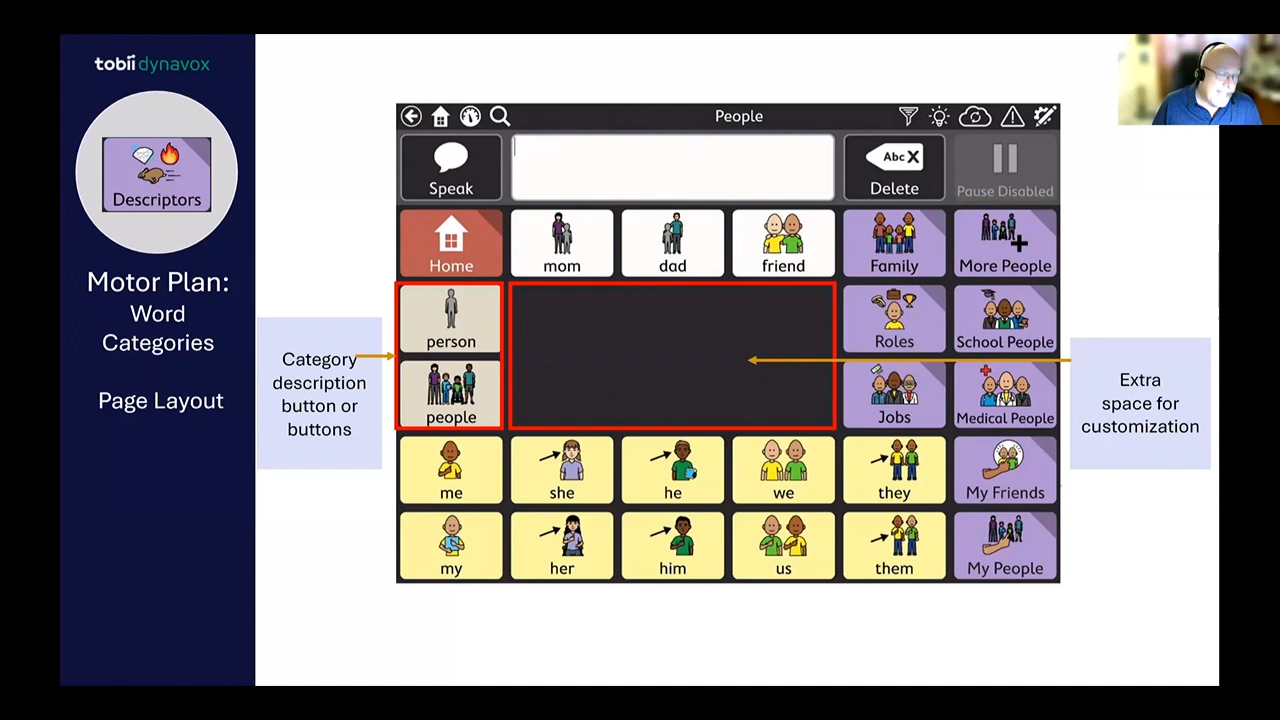 tobii dynavox
Descriptors
Motor Plan:
Word
Categories
Page Layout
Category
description
button or
buttons
People
Speak
Abc X
Delete
Pause Disabled
Home
mom
dad
friend
Family
More People
person
Roles
School People
people
Jobs
Medical People
me
she
he
we
they
My Friends
my
her
him
us
them
My People
Extra
space for
customization